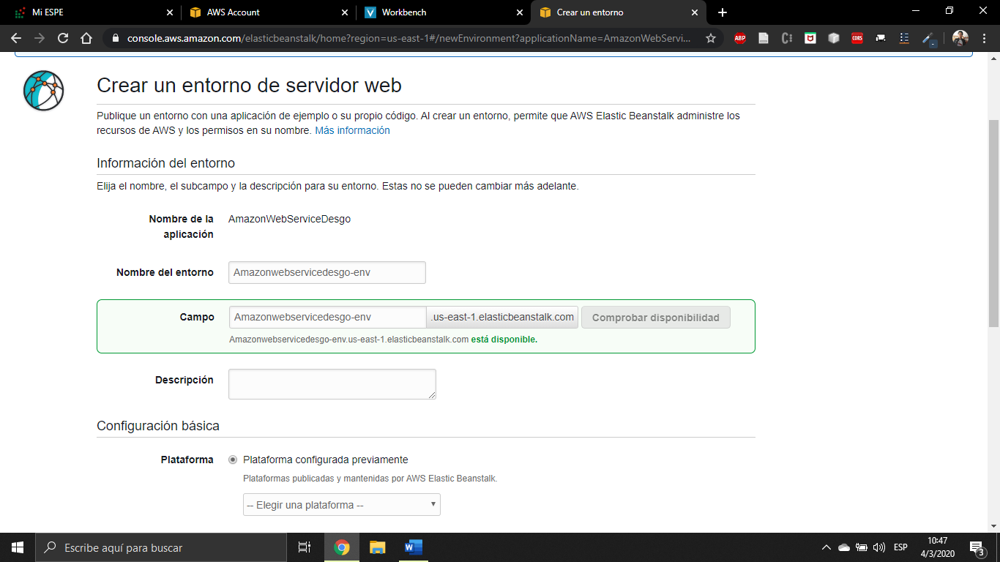 Mi ESPE
AWS Account
Workbench
Crear un entorno
console.aws.amazon.com/elasticbeanstalk/home?region=us-east-1#/newEnvironment?applicationName=AmazonWebServi...
ABP
CORS
Crear un entorno de servidor web
Publique un entorno con una aplicación de ejemplo o su propio código. Al crear un entorno, permite que AWS Elastic Beanstalk administre los
recursos de AWS y los permisos en su nombre. Más información
Información del entorno
Elija el nombre, el subcampo y la descripción para su entorno. Estas no se pueden cambiar más adelante.
Nombre de la aplicación AmazonWebServiceDesgo
Nombre del entorno Amazonwebservicedesgo-env
Campo Amazonwebservicedesgo-env .us-east-1.elasticbeanstalk.com Comprobar disponibilidad
Amazonwebservicedesgo-env.us-east-1.elasticbeanstalk.com está disponible.
Descripción
Configuración básica
Plataforma Plataforma configurada previamente
Plataformas publicadas y mantenidas por AWS Elastic Beanstalk.
-- Elegir una plataforma --
Escribe aquí para buscar
ESP
10:47
4/3/2020
3